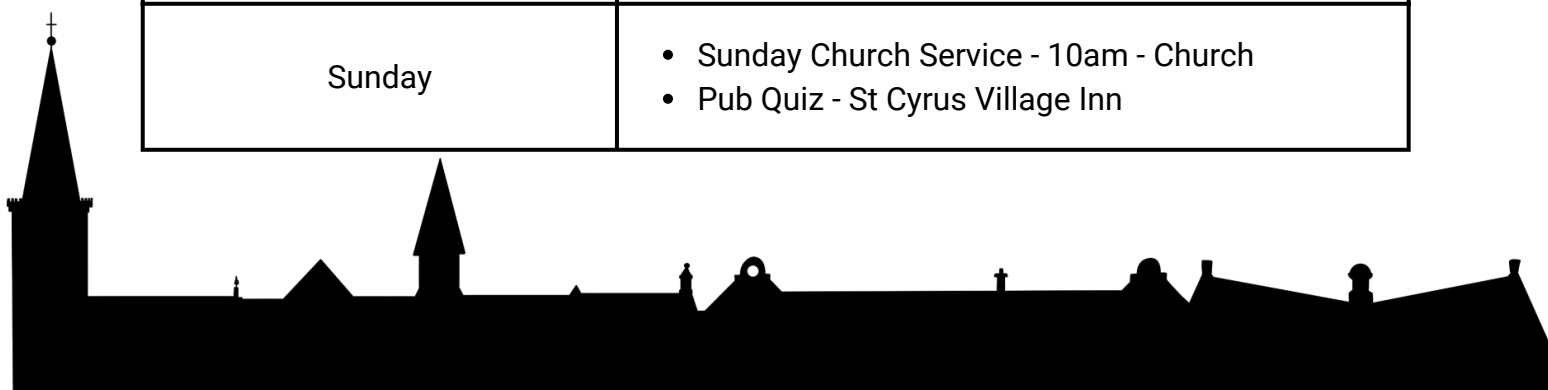 Sunday
• Sunday Church Service - 10am - Church
• Pub Quiz - St Cyrus Village Inn